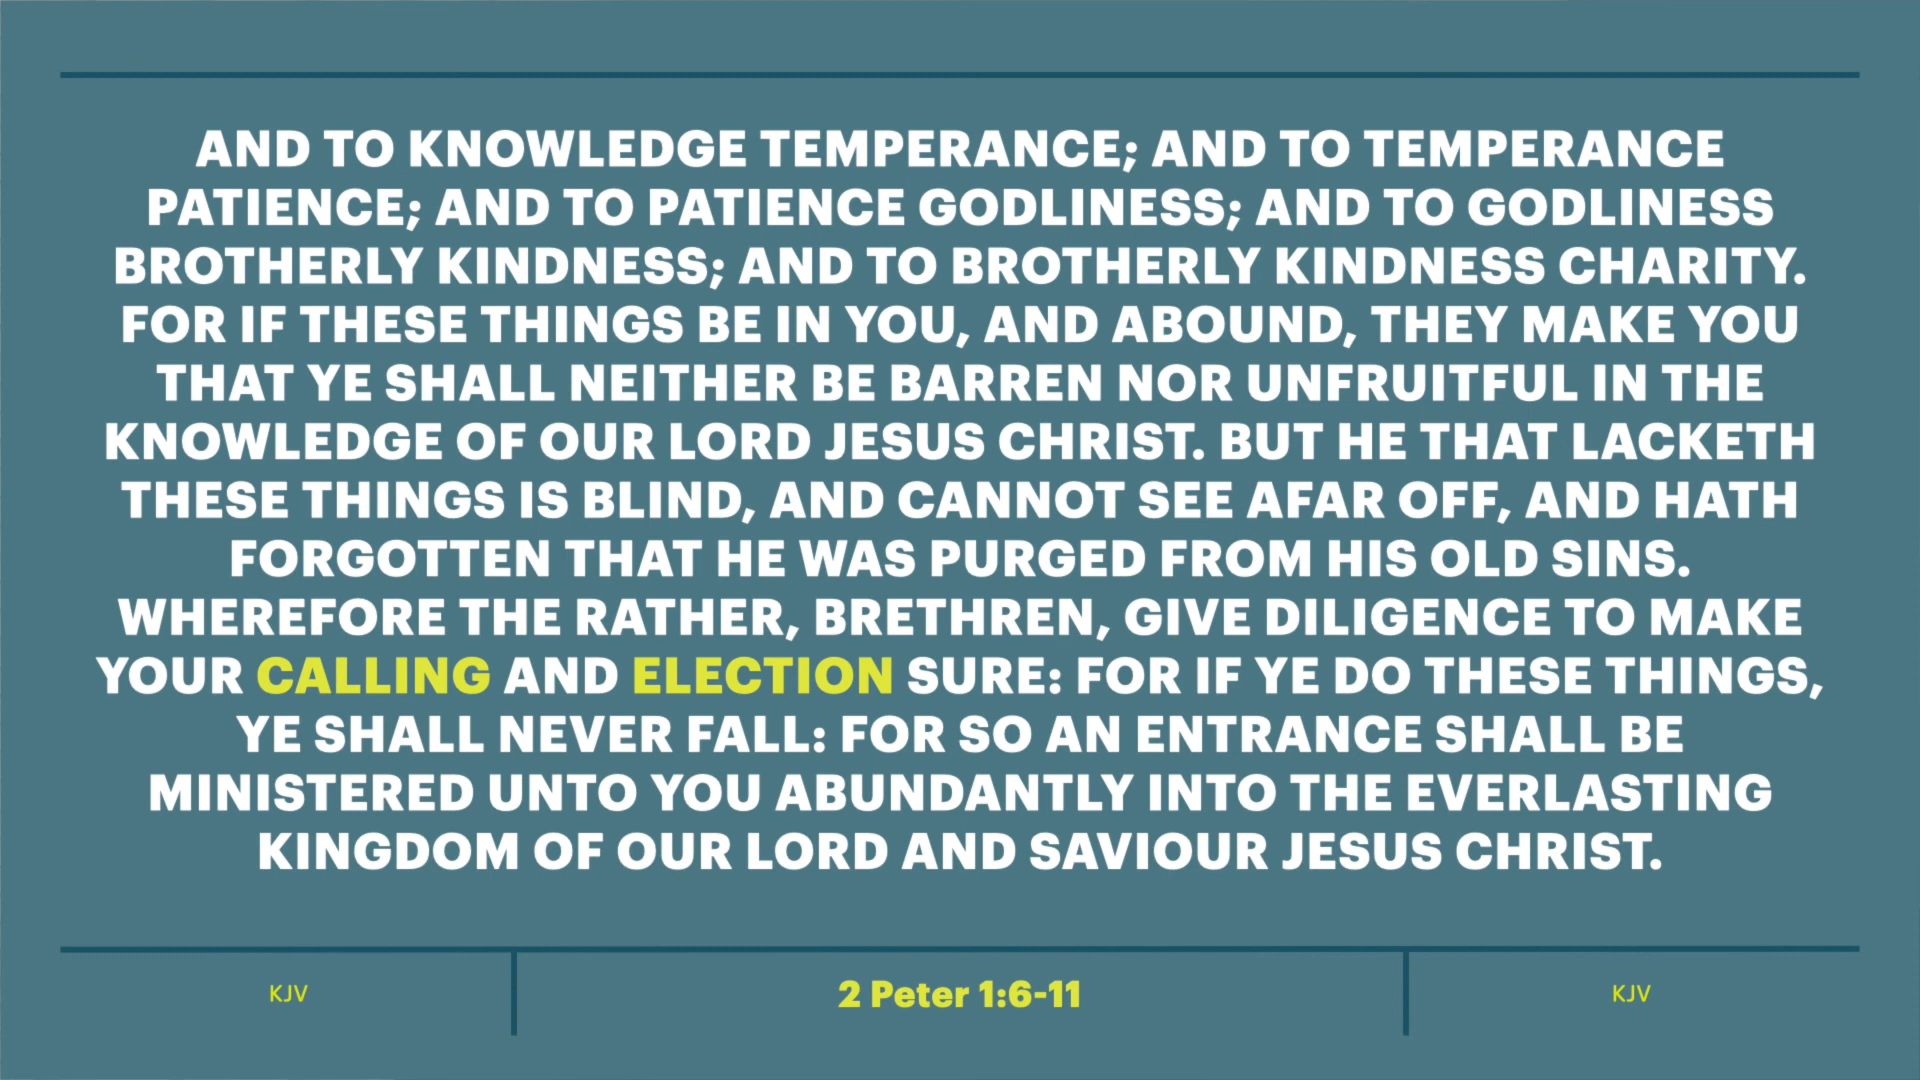 AND TO KNOWLEDGE TEMPERANCE; AND TO TEMPERANCE
PATIENCE; AND TO PATIENCE GODLINESS; AND TO GODLINESS
BROTHERLY KINDNESS; AND TO BROTHERLY KINDNESS CHARITY.
FOR IF THESE THINGS BE IN YOU, AND ABOUND, THEY MAKE YOU
THAT YE SHALL NEITHER BE BARREN NOR UNFRUITFUL IN THE
KNOWLEDGE OF OUR LORD JESUS CHRIST. BUT HE THAT LACKETH
THESE THINGS IS BLIND, AND CANNOT SEE AFAR OFF, AND HATH
FORGOTTEN THAT HE WAS PURGED FROM HIS OLD SINS.
WHEREFORE THE RATHER, BRETHREN, GIVE DILIGENCE TO MAKE
YOUR CALLING AND ELECTION SURE: FOR IF YE DO THESE THINGS,
YE SHALL NEVER FALL: FOR SO AN ENTRANCE SHALL BE
MINISTERED UNTO YOU ABUNDANTLY INTO THE EVERLASTING
KINGDOM OF OUR LORD AND SAVIOUR JESUS CHRIST.
KJV
2 Peter 1:6-11
KJV